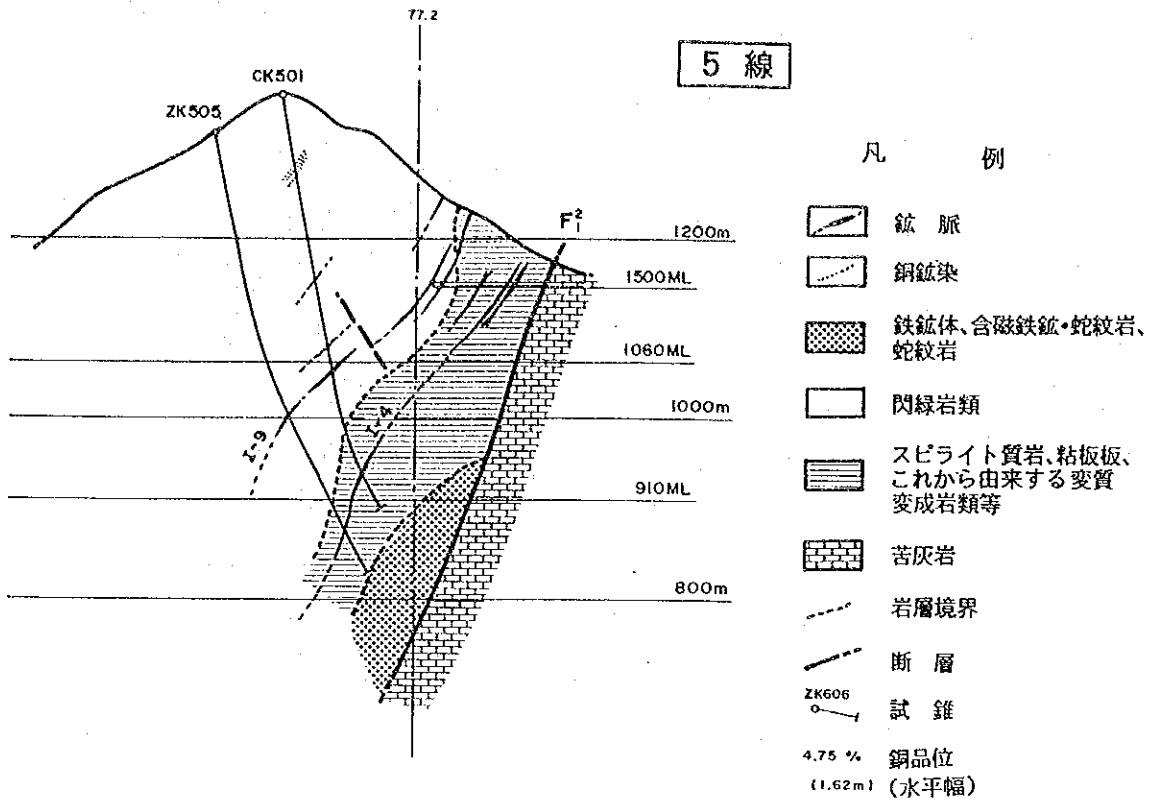 77.2
5 線
CK501
ZK505
F₁²
1200m
1500ML
1060ML
1000m
I-9
I-4
910ML
800m
凡 例
鉱 脈
銅鉱染
鉄鉱体、含磁鉄鉱・蛇紋岩、
蛇紋岩
閃緑岩類
スピライト質岩、粘板板、
これから由来する変質
変成岩類等
苦灰岩
岩層境界
断 層
ZK606
試 錐
4.75 % 銅品位
(1.62m) (水平幅)